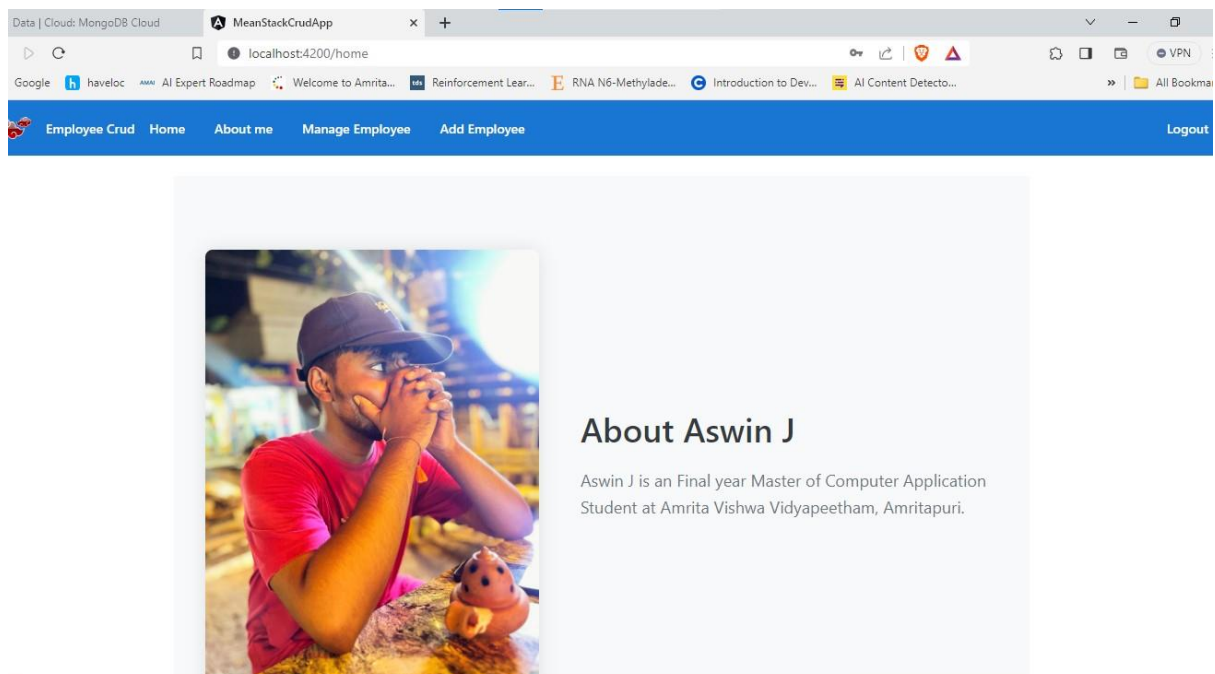 Data | Cloud: MongoDB Cloud
MeanStackCrudApp
localhost:4200/home
VPN
Google haveloc AI Expert Roadmap Welcome to Amrita... Reinforcement Lear... RNA N6-Methylade... Introduction to Dev... AI Content Detecto... » All Bookmar
Employee Crud Home About me Manage Employee Add Employee Logout
About Aswin J
Aswin J is an Final year Master of Computer Application
Student at Amrita Vishwa Vidyapeetham, Amritapuri.